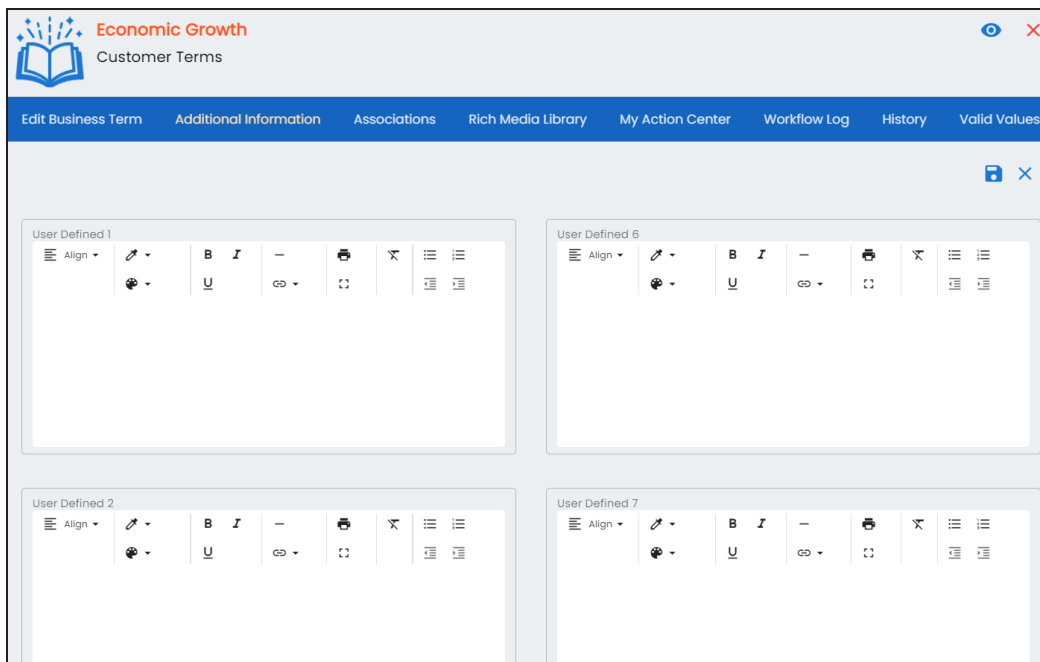 Economic Growth
Customer Terms
Edit Business Term Additional Information Associations Rich Media Library My Action Center Workflow Log History Valid Values
User Defined 1
Align
B I
U
User Defined 6
Align
B I
U
User Defined 2
Align
B I
U
User Defined 7
Align
B I
U